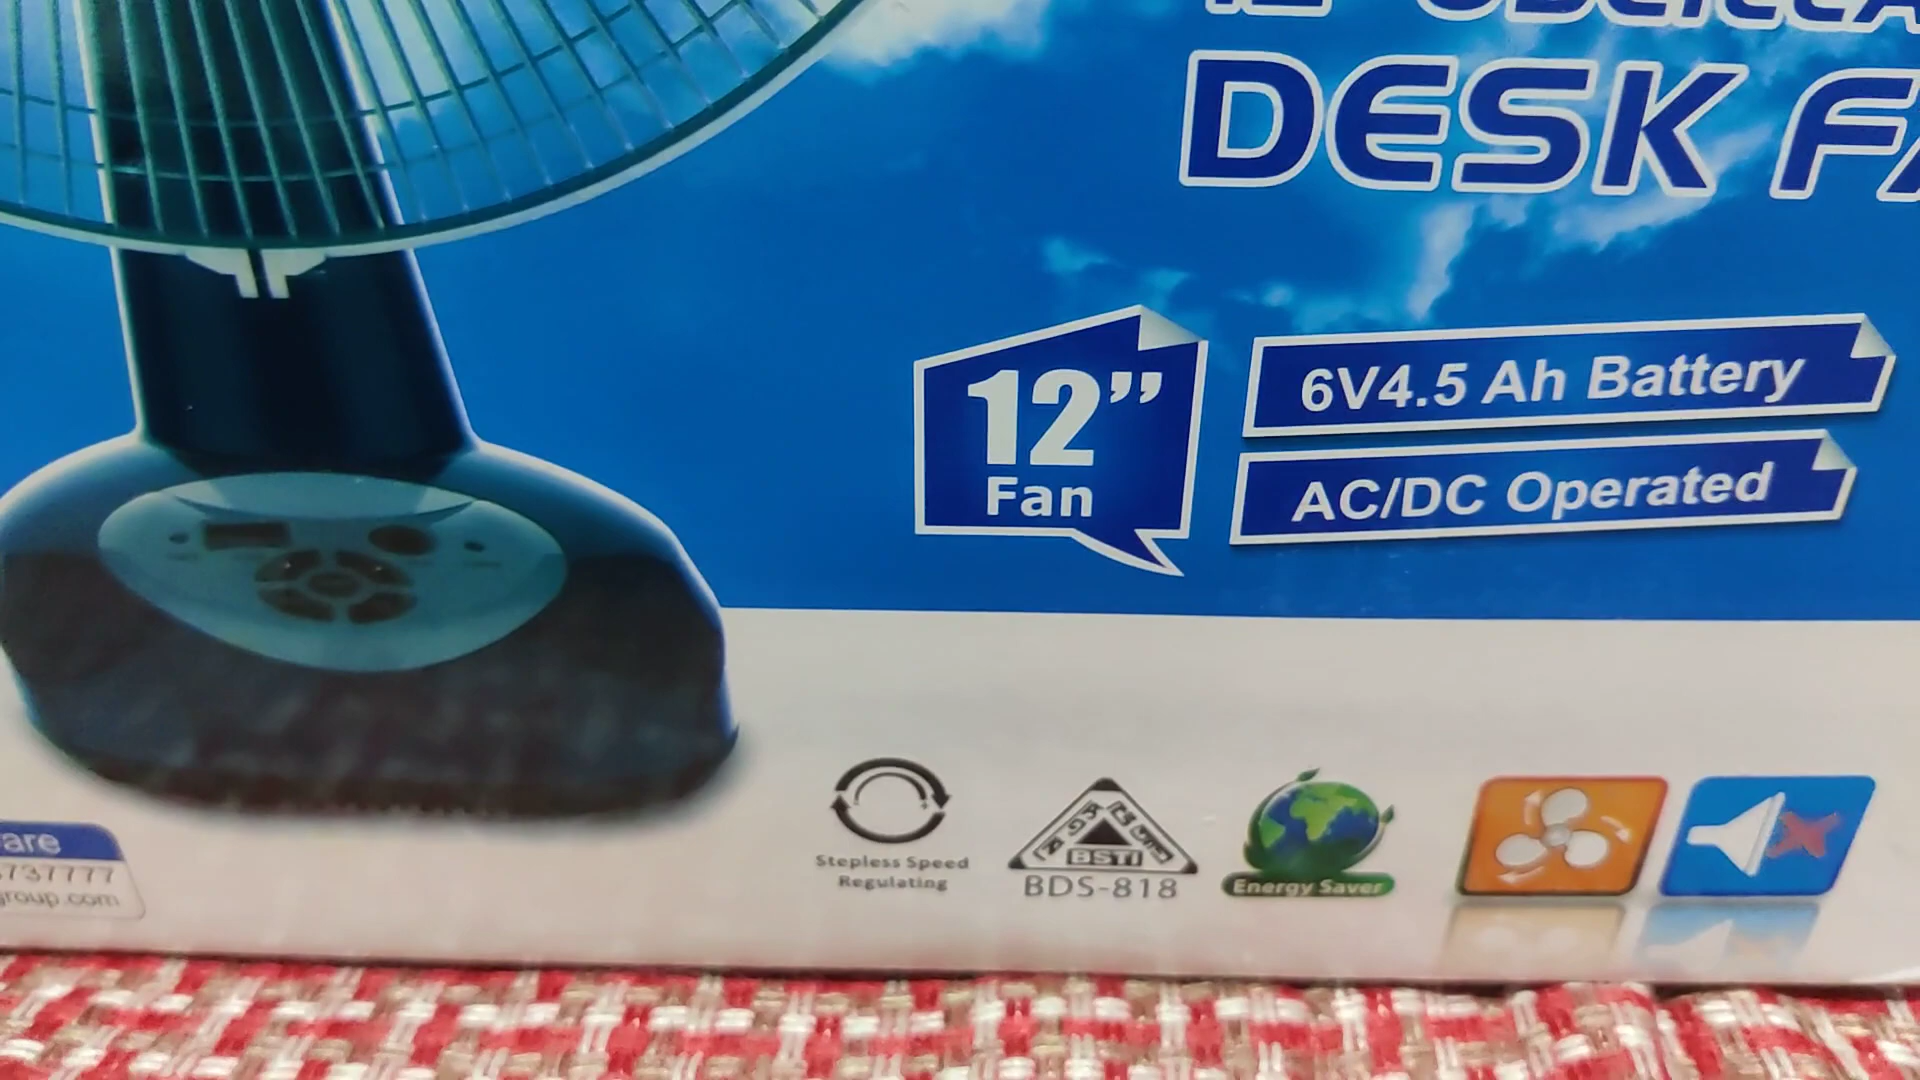 DESK
12”
Fan
6V4.5 Ah Battery
AC/DC Operated
Stepless Speed
Regulating
BSTI
BDS-818
Energy Saver